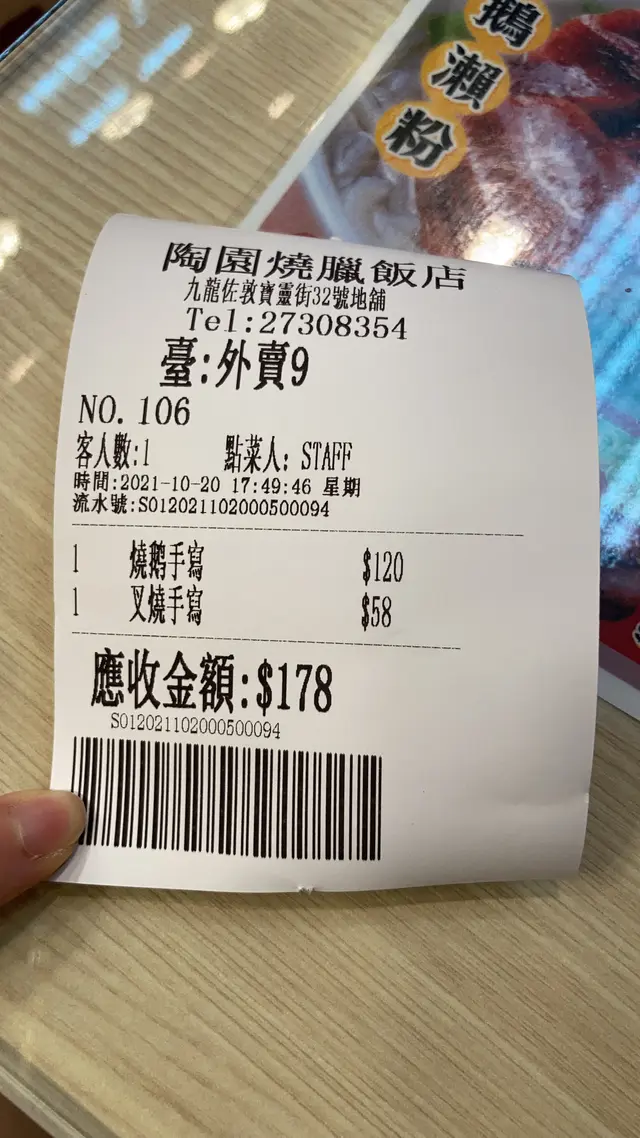 鵝瀨粉
陶園燒臘飯店
九龍佐敦寶靈街32號地舖
Tel:27308354
臺:外賣9
NO. 106
客人數:1 點菜人: STAFF
時間:2021-10-20 17:49:46 星期
流水號:S012021102000500094
1 燒鵝手寫 $120
1 叉燒手寫 $58
應收金額:$178
S012021102000500094